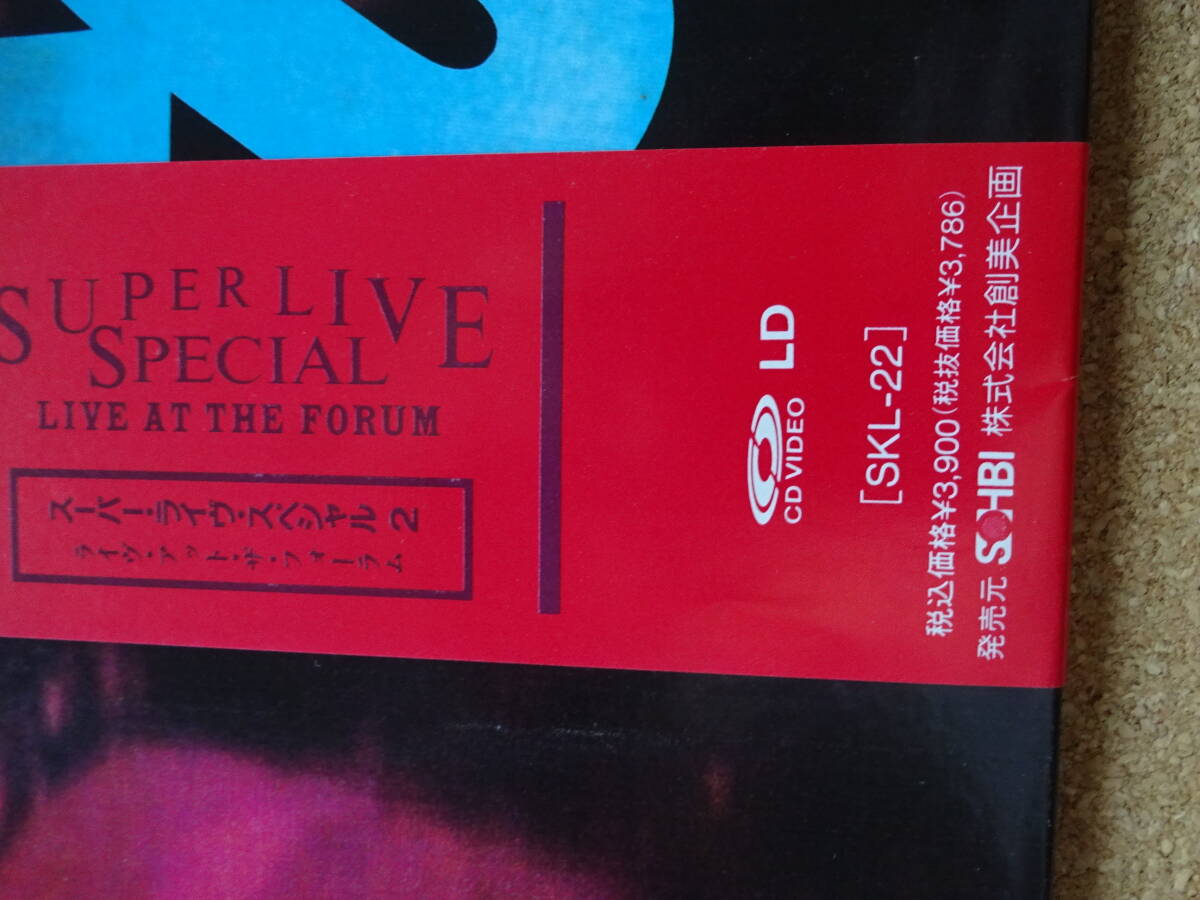 SUPER LIVE
SPECIAL
LIVE AT THE FORUM
スーパー・ライヴ・スペシャル 2
ライヴ・アット・ザ・フォーラム
CD VIDEO LD
[SKL-22]
税込価格¥3,900(税抜価格¥3,786)
発売元 SOHBI 株式会社創美企画